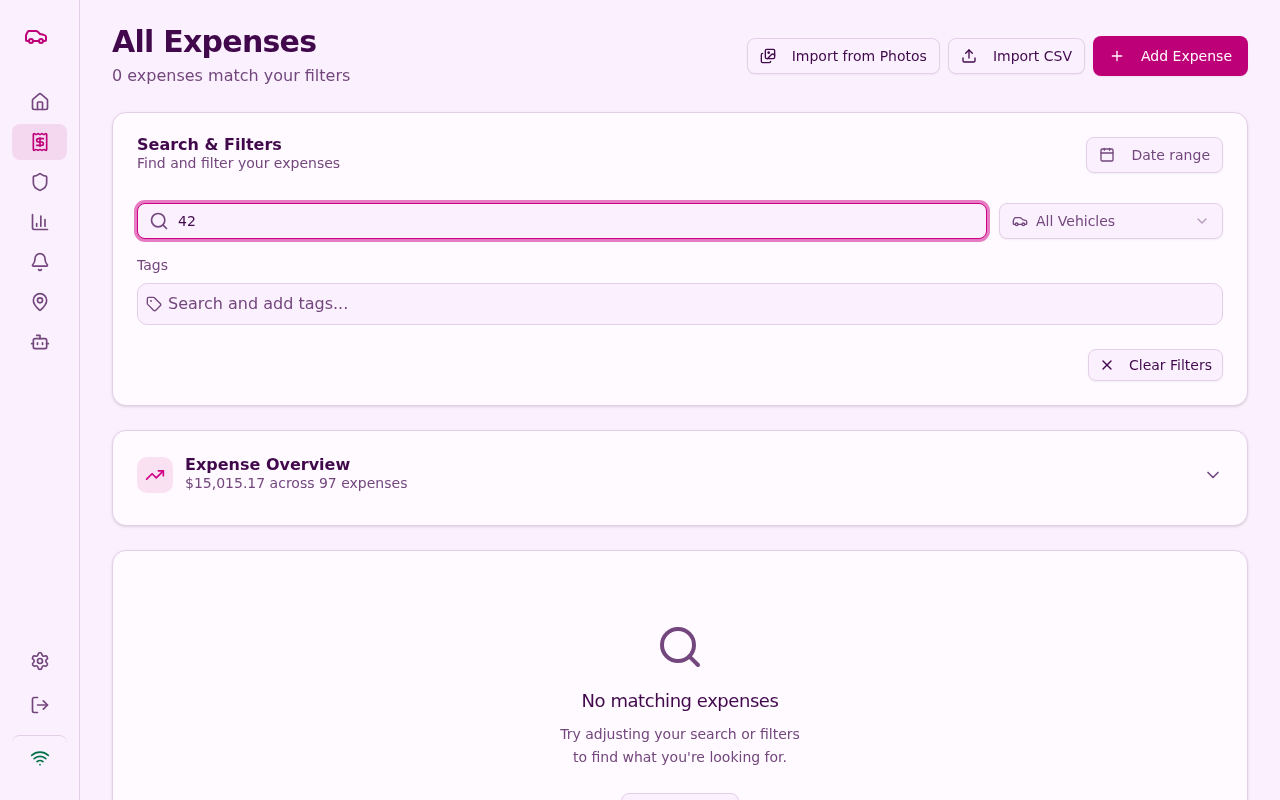 All Expenses
0 expenses match your filters
Import from Photos
Import CSV
Add Expense
Search & Filters
Find and filter your expenses
Date range
42
All Vehicles
Tags
Search and add tags...
Clear Filters
Expense Overview
$15,015.17 across 97 expenses
No matching expenses
Try adjusting your search or filters
to find what you're looking for.